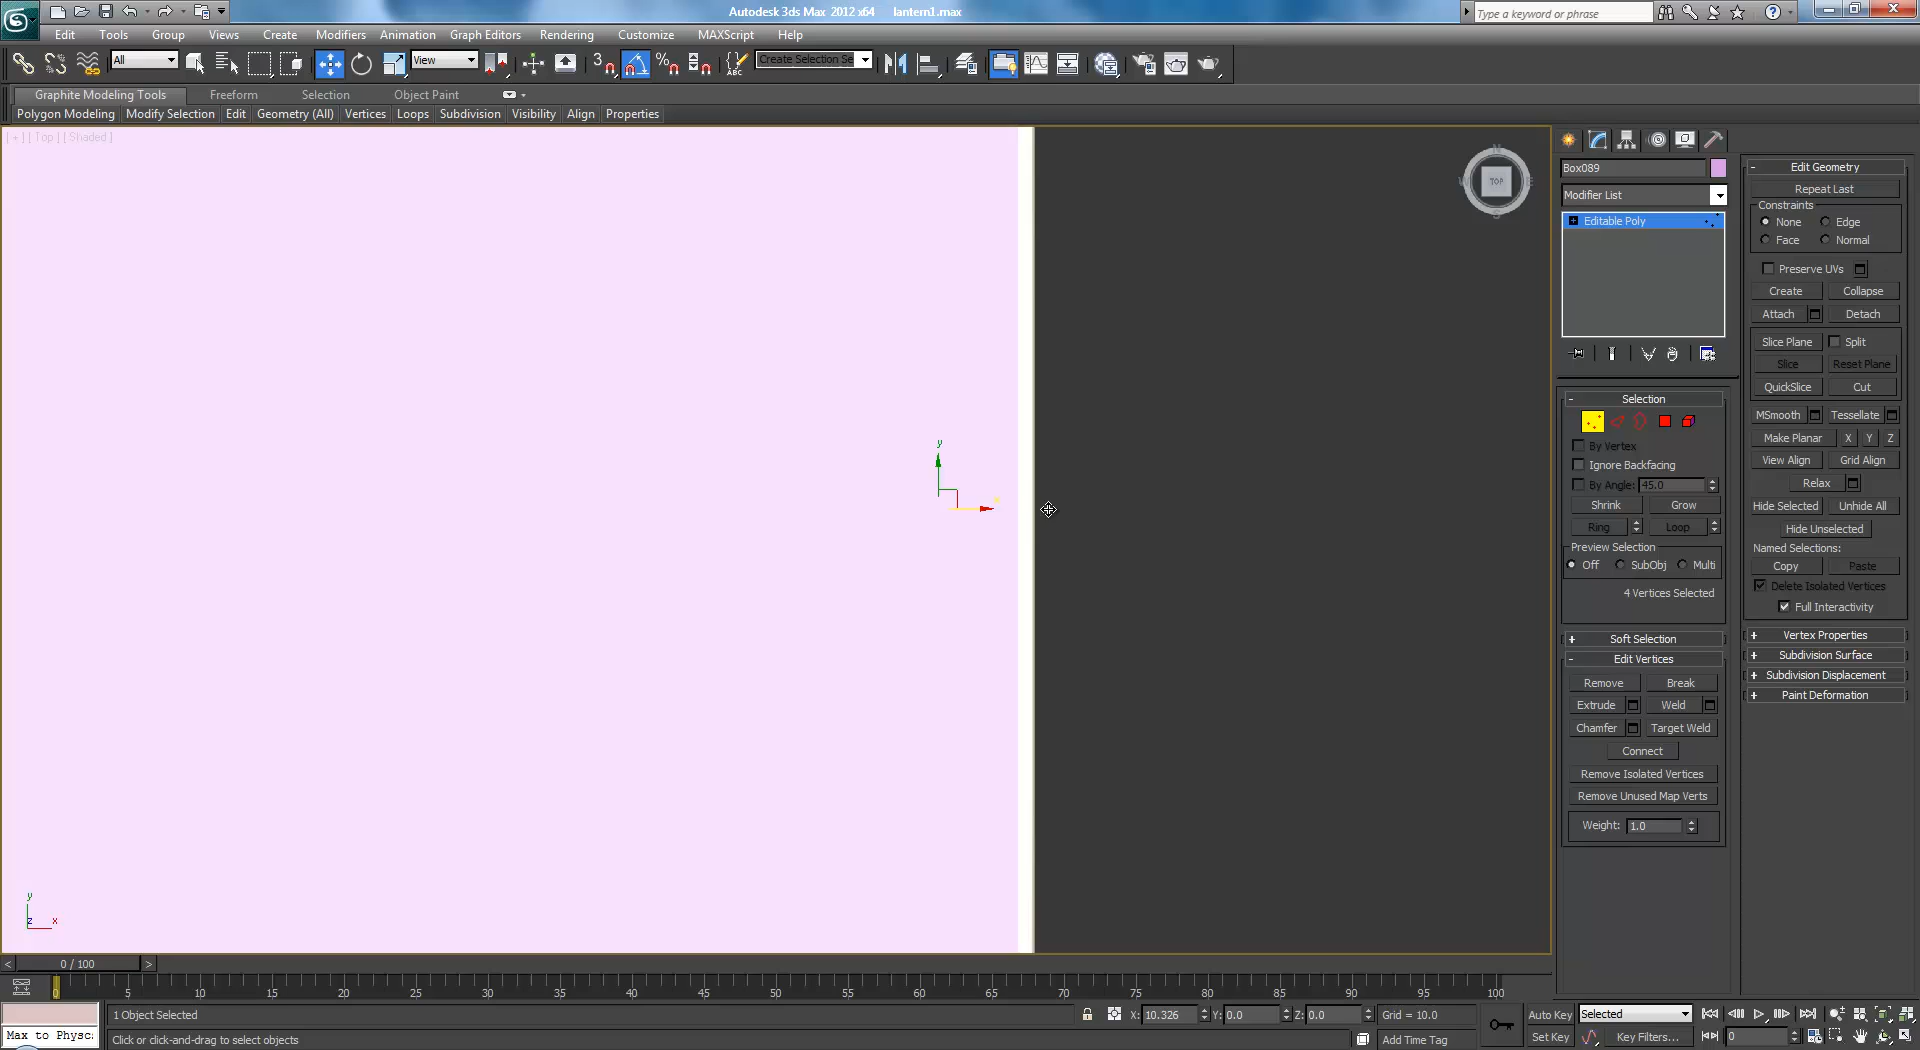 Autodesk 3ds Max 2012 x64 lantern1.max
Type a keyword or phrase
Edit Tools Group Views Create Modifiers Animation Graph Editors Rendering Customize MAXScript Help
All View 3 % ABC Create Selection Se
Graphite Modeling Tools Freeform Selection Object Paint
Polygon Modeling Modify Selection Edit Geometry (All) Vertices Loops Subdivision Visibility Align Properties
[ + ] [ Top ] [ Shaded ]
N
W TOP E
S
y
x
y
z x
Box089
Modifier List
Editable Poly
- Selection
By Vertex
Ignore Backfacing
By Angle: 45.0
Shrink Grow
Ring Loop
Preview Selection
Off SubObj Multi
4 Vertices Selected
+ Soft Selection
- Edit Vertices
Remove Break
Extrude Weld
Chamfer Target Weld
Connect
Remove Isolated Vertices
Remove Unused Map Verts
Weight: 1.0
- Edit Geometry
Repeat Last
Constraints
None Edge
Face Normal
Preserve UVs
Create Collapse
Attach Detach
Slice Plane Split
Slice Reset Plane
QuickSlice Cut
MSmooth Tessellate
Make Planar X Y Z
View Align Grid Align
Relax
Hide Selected Unhide All
Hide Unselected
Named Selections:
Copy Paste
Delete Isolated Vertices
Full Interactivity
+ Vertex Properties
+ Subdivision Surface
+ Subdivision Displacement
+ Paint Deformation
< 0 / 100 >
0 5 10 15 20 25 30 35 40 45 50 55 60 65 70 75 80 85 90 95 100
1 Object Selected X: 10.326 Y: 0.0 Z: 0.0 Grid = 10.0 Auto Key Selected
Max to Physc: Click or click-and-drag to select objects Add Time Tag Set Key Key Filters... 0